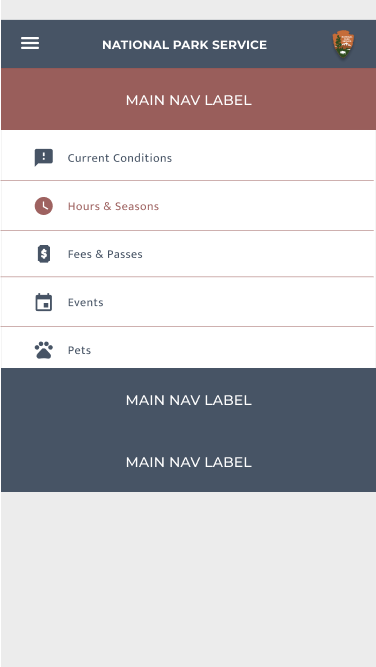 NATIONAL PARK SERVICE
MAIN NAV LABEL
Current Conditions
Hours & Seasons
Fees & Passes
Events
Pets
MAIN NAV LABEL
MAIN NAV LABEL